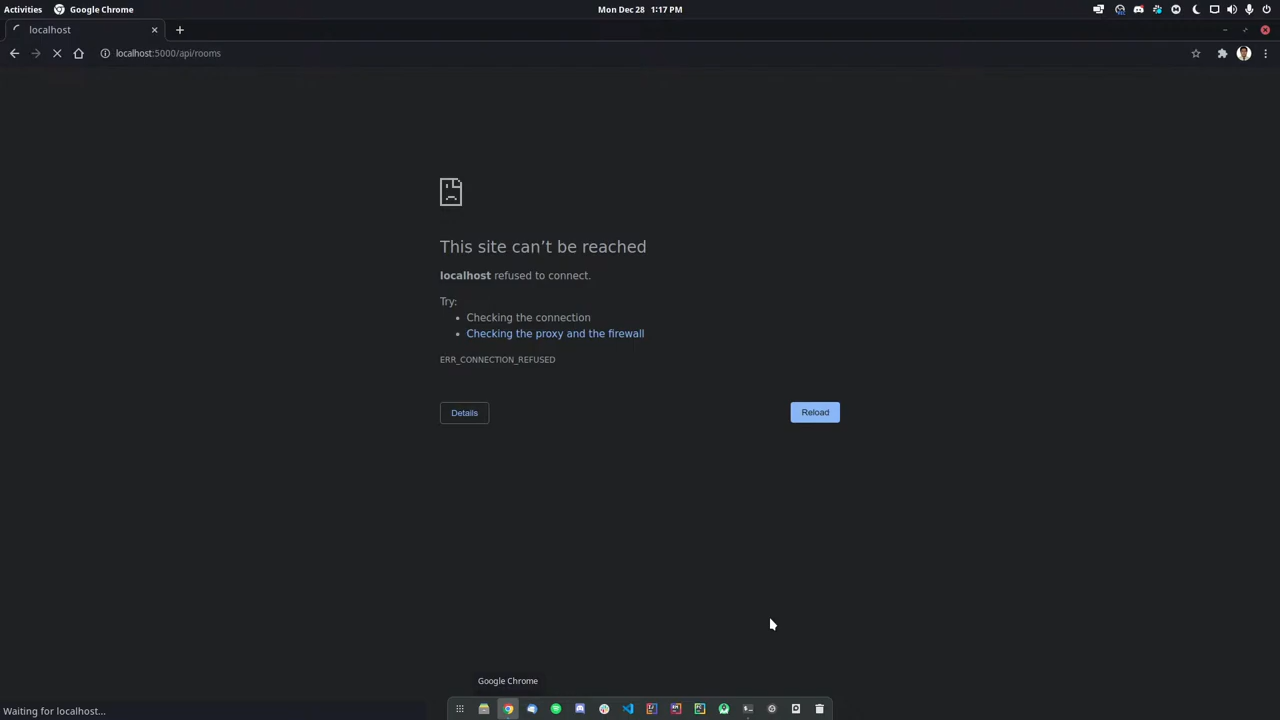 Activities
Google Chrome
Mon Dec 28 1:17 PM
localhost
localhost:5000/api/rooms
This site can’t be reached
localhost refused to connect.
Try:
• Checking the connection
• Checking the proxy and the firewall
ERR_CONNECTION_REFUSED
Details
Reload
Google Chrome
Waiting for localhost...